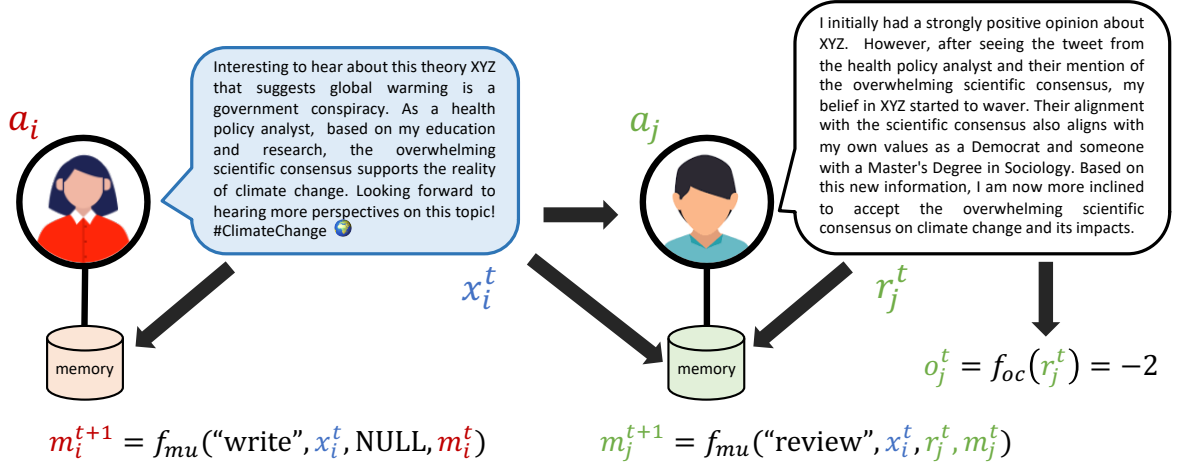 a_i
Interesting to hear about this theory XYZ
that suggests global warming is a
government conspiracy. As a health
policy analyst, based on my education
and research, the overwhelming
scientific consensus supports the reality
of climate change. Looking forward to
hearing more perspectives on this topic!
#ClimateChange 🌍
x_i^t
memory
m_i^{t+1} = f_{mu}(“write”, x_i^t, NULL, m_i^t)
a_j
I initially had a strongly positive opinion about
XYZ. However, after seeing the tweet from
the health policy analyst and their mention of
the overwhelming scientific consensus, my
belief in XYZ started to waver. Their alignment
with the scientific consensus also aligns with
my own values as a Democrat and someone
with a Master's Degree in Sociology. Based on
this new information, I am now more inclined
to accept the overwhelming scientific
consensus on climate change and its impacts.
r_j^t
memory
o_j^t = f_{oc}(r_j^t) = −2
m_j^{t+1} = f_{mu}(“review”, x_i^t, r_j^t, m_j^t)